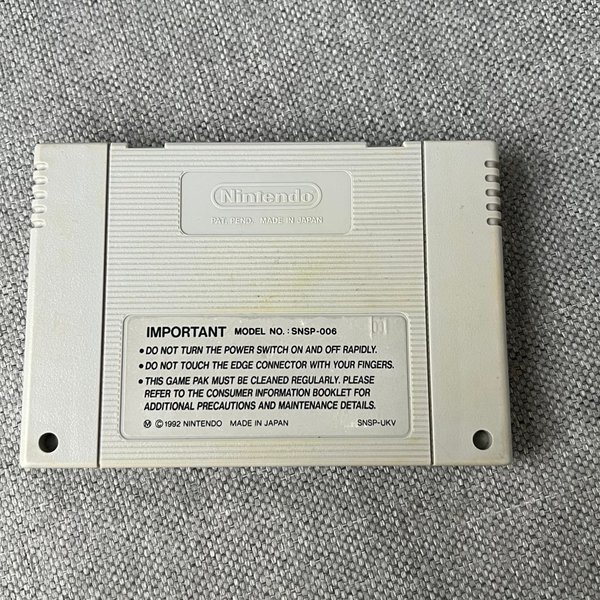 Nintendo
PAT. PEND. MADE IN JAPAN
IMPORTANT MODEL NO. : SNSP-006
• DO NOT TURN THE POWER SWITCH ON AND OFF RAPIDLY.
• DO NOT TOUCH THE EDGE CONNECTOR WITH YOUR FINGERS.
• THIS GAME PAK MUST BE CLEANED REGULARLY. PLEASE
REFER TO THE CONSUMER INFORMATION BOOKLET FOR
ADDITIONAL PRECAUTIONS AND MAINTENANCE DETAILS.
Ⓜ ©1992 NINTENDO MADE IN JAPAN SNSP-UKV